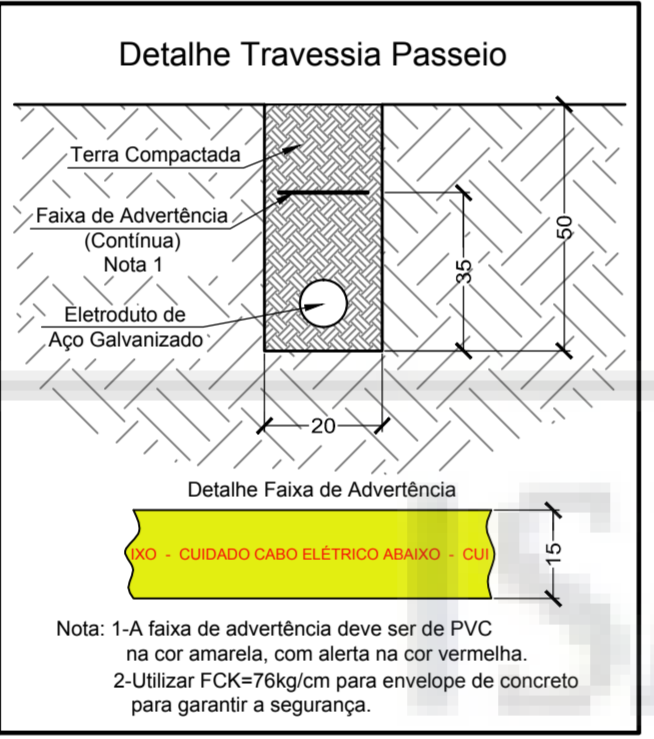 Detalhe Travessia Passeio
Terra Compactada
Faixa de Advertência
(Contínua)
Nota 1
Eletroduto de
Aço Galvanizado
35
50
20
Detalhe Faixa de Advertência
IXO - CUIDADO CABO ELÉTRICO ABAIXO - CUI
15
Nota: 1-A faixa de advertência deve ser de PVC
na cor amarela, com alerta na cor vermelha.
2-Utilizar FCK=76kg/cm para envelope de concreto
para garantir a segurança.